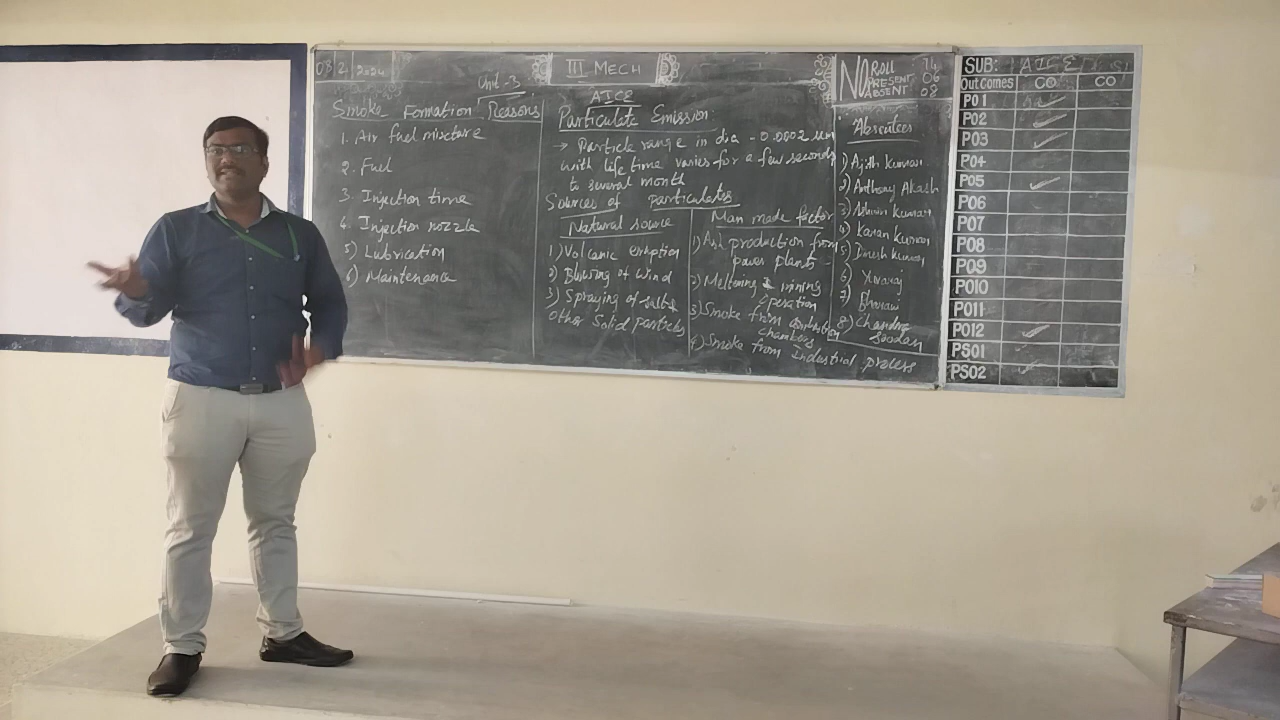 08 2 2024
III MECH
Unit -3
Smoke Formation Reasons
1. Air fuel mixture
2. Fuel
3. Injection time
4. Injection nozzle
5) Lubrication
6) Maintenance
AICE
Particulate Emission
→ Particle range in dia - 0.0002 um
with life time varies for a few seconds
to several month
Sources of particulates
Natural source
1) Volcanic erruption
2) Blowing of wind
3) Spraying of salt &
other solid particles
Man made factor
1) Ash production from
power plants
2) Meltening & mining
Operation
3) Smoke from combustion
chambers
4) Smoke from Industrial process
NO
ROLL 14
PRESENT 06
ABSENT 08
Absentees
1) Ajith Kumar
2) Anthony Akash
3) Ashwin Kumar
4) Karan Kumar
5) Dinesh Kumar
6) Yuvaraj
7)
8) Chandra
SUB: AICE
Out comes CO CO
PO1
PO2
PO3
PO4
PO5
PO6
PO7
PO8
PO9
PO10
PO11
PO12
PSO1
PSO2